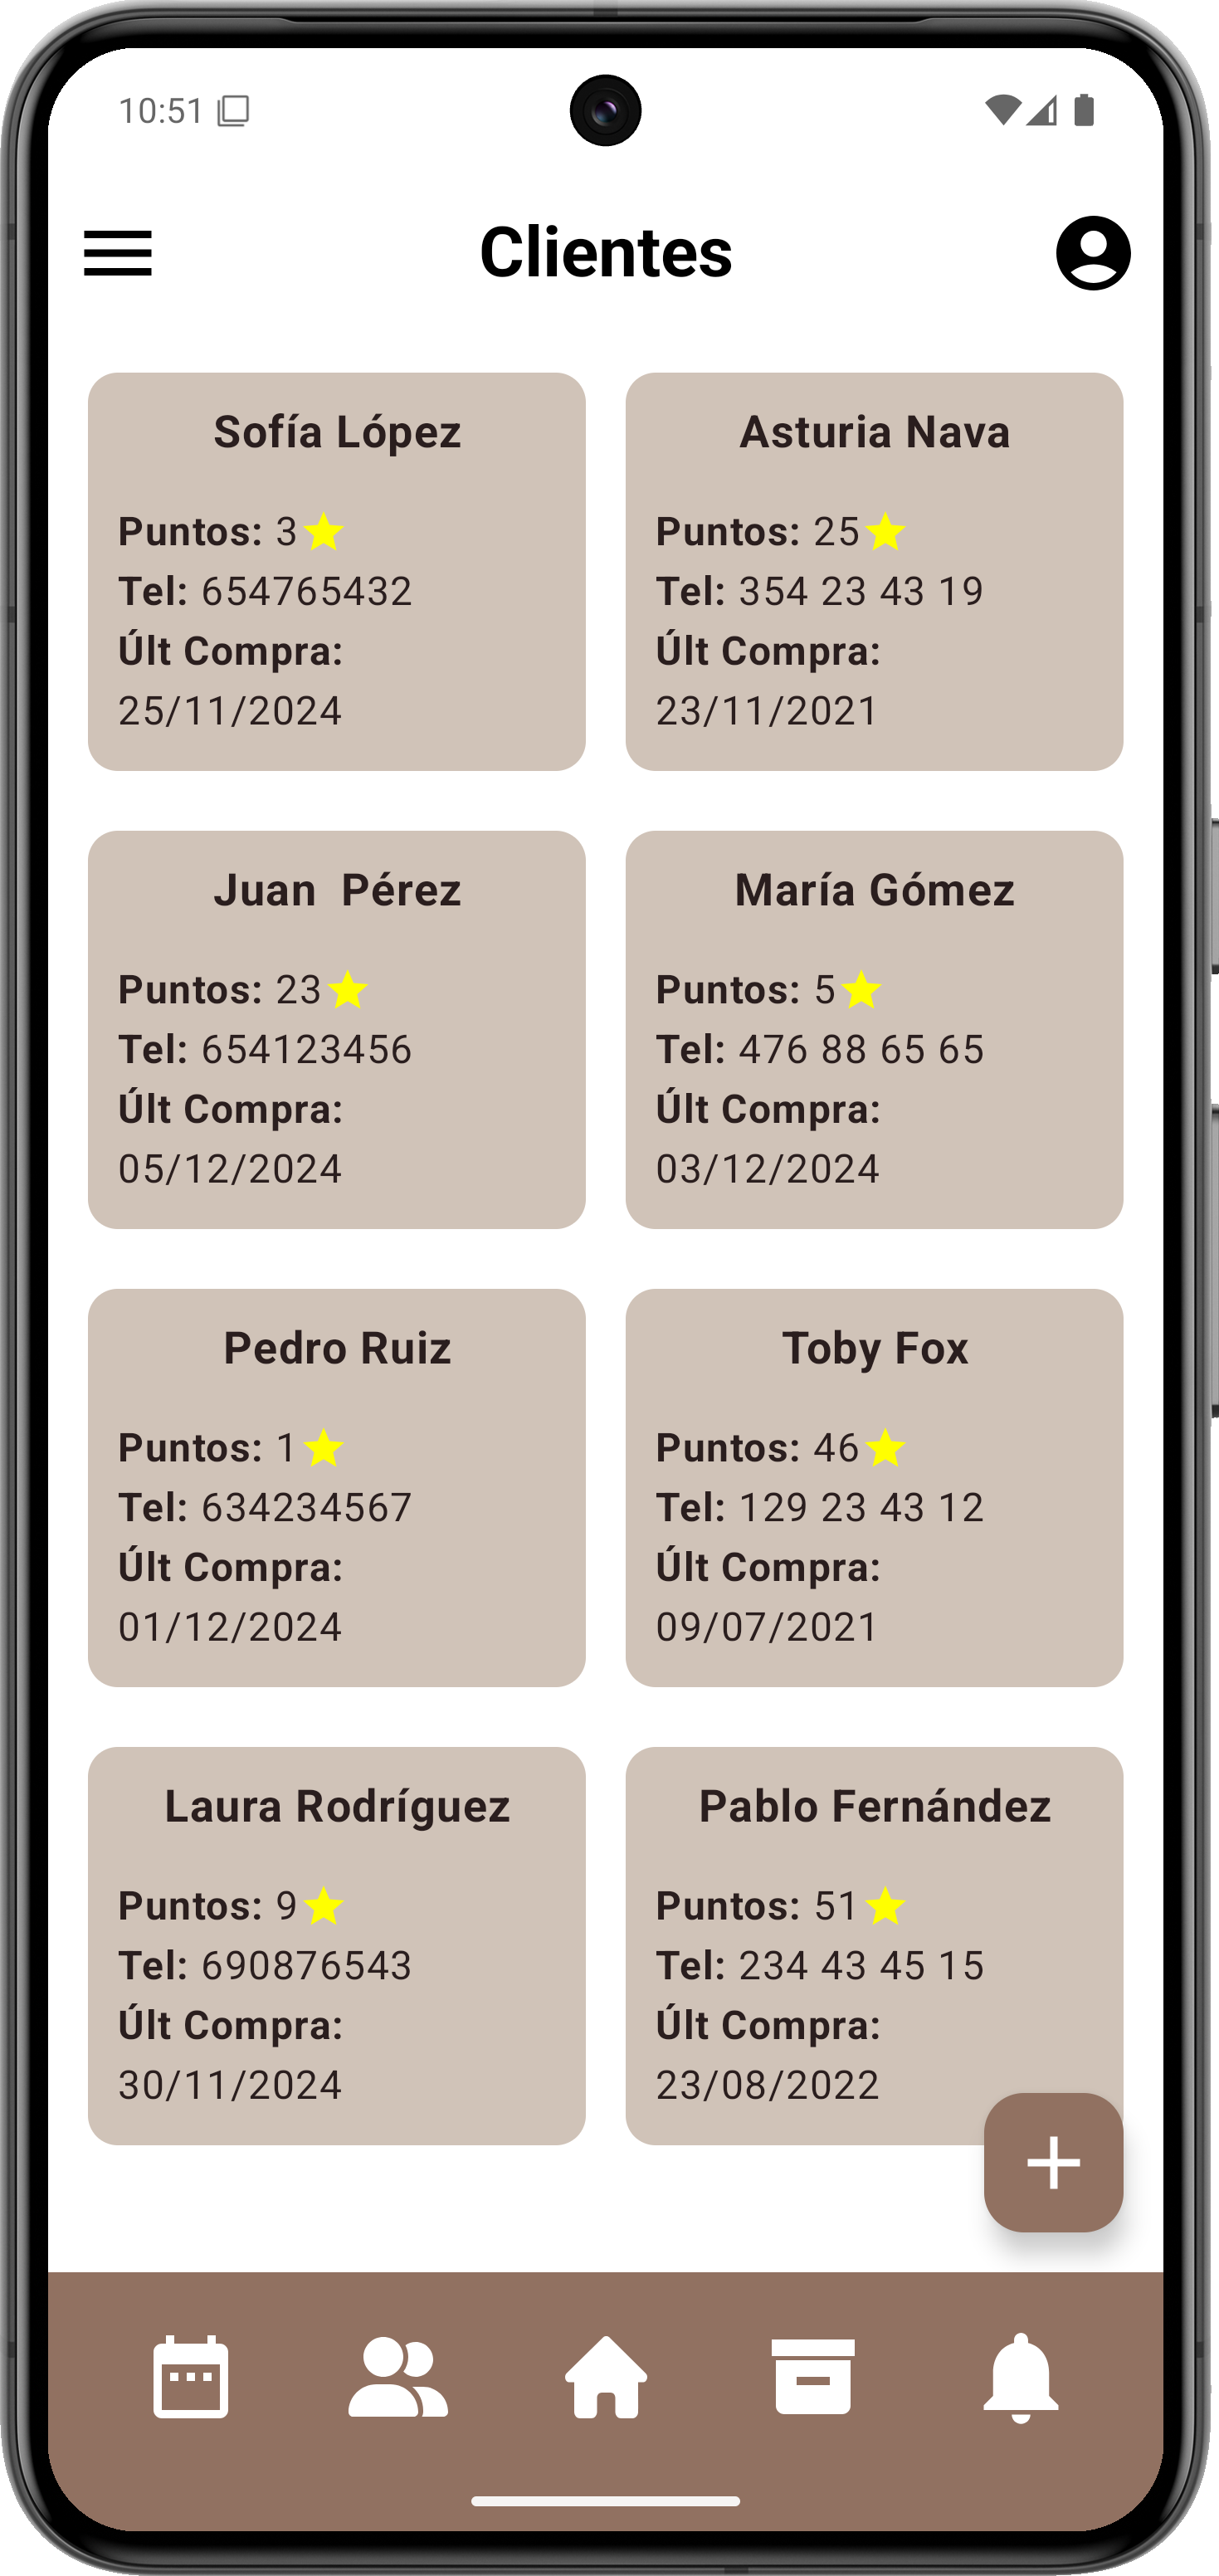 10:51
Clientes
Sofía López
Puntos: 3
Tel: 654765432
Últ Compra:
25/11/2024
Asturia Nava
Puntos: 25
Tel: 354 23 43 19
Últ Compra:
23/11/2021
Juan  Pérez
Puntos: 23
Tel: 654123456
Últ Compra:
05/12/2024
María Gómez
Puntos: 5
Tel: 476 88 65 65
Últ Compra:
03/12/2024
Pedro Ruiz
Puntos: 1
Tel: 634234567
Últ Compra:
01/12/2024
Toby Fox
Puntos: 46
Tel: 129 23 43 12
Últ Compra:
09/07/2021
Laura Rodríguez
Puntos: 9
Tel: 690876543
Últ Compra:
30/11/2024
Pablo Fernández
Puntos: 51
Tel: 234 43 45 15
Últ Compra:
23/08/2022